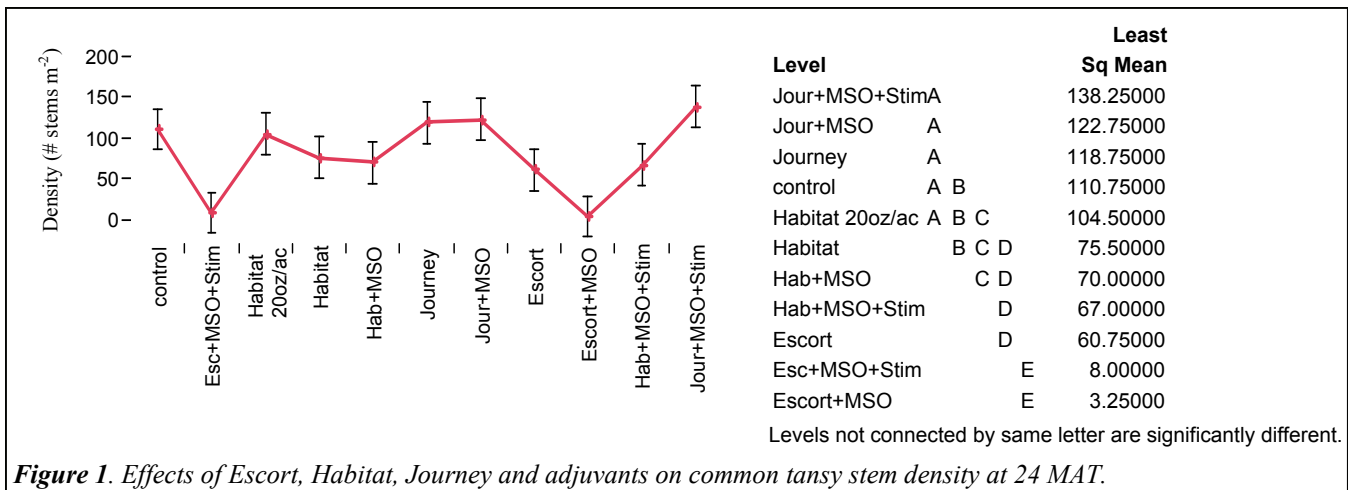 Density (# stems m-2)
200
150
100
50
0
control
Esc+MSO+Stim
Habitat
20oz/ac
Habitat
Hab+MSO
Journey
Jour+MSO
Escort
Escort+MSO
Hab+MSO+Stim
Jour+MSO+Stim
Least
Level Sq Mean
Jour+MSO+StimA 138.25000
Jour+MSO A 122.75000
Journey A 118.75000
control A B 110.75000
Habitat 20oz/ac A B C 104.50000
Habitat B C D 75.50000
Hab+MSO C D 70.00000
Hab+MSO+Stim D 67.00000
Escort D 60.75000
Esc+MSO+Stim E 8.00000
Escort+MSO E 3.25000
Levels not connected by same letter are significantly different.
Figure 1. Effects of Escort, Habitat, Journey and adjuvants on common tansy stem density at 24 MAT.